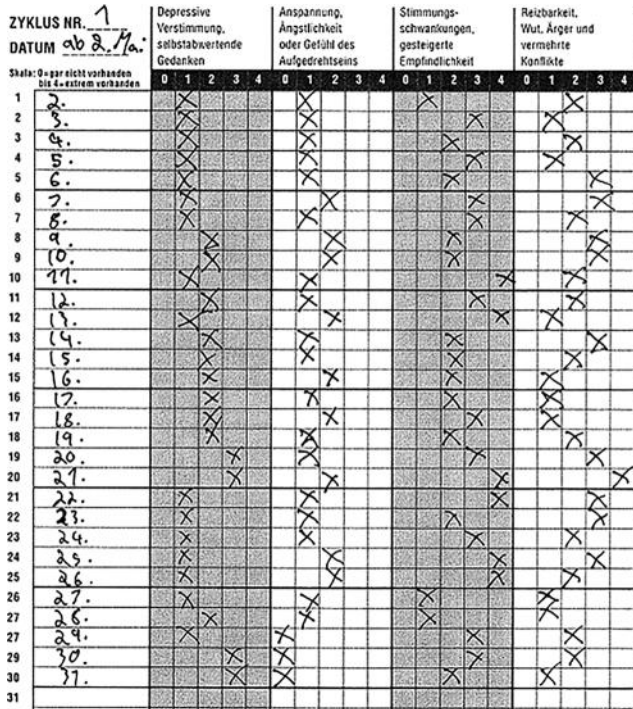 ZYKLUS NR. 1
DATUM ab 2. Mai
Skala: 0 = gar nicht vorhanden
bis 4 = extrem vorhanden
Depressive
Verstimmung,
selbstabwertende
Gedanken
Anspannung,
Ängstlichkeit
oder Gefühl des
Aufgedrehtseins
Stimmungs-
schwankungen,
gesteigerte
Empfindlichkeit
Reizbarkeit,
Wut, Ärger und
vermehrte
Konflikte
0 1 2 3 4 0 1 2 3 4 0 1 2 3 4 0 1 2 3 4
1 2. X X X X
2 3. X X X X
3 4. X X X X
4 5. X X X X
5 6. X X X X
6 7. X X X X
7 8. X X X X
8 9. X X X X
9 10. X X X X
10 11. X X X X
11 12. X X X X
12 13. X X X X
13 14. X X X X
14 15. X X X X
15 16. X X X X
16 17. X X X X
17 18. X X X X
18 19. X X X X
19 20. X X X X
20 21. X X X X
21 22. X X X X
22 23. X X X X
23 24. X X X X
24 25. X X X X
25 26. X X X X
26 27. X X X X
26 28. X X X X
27 29. X X X X
29 30. X X X X
30 31. X X X X
31